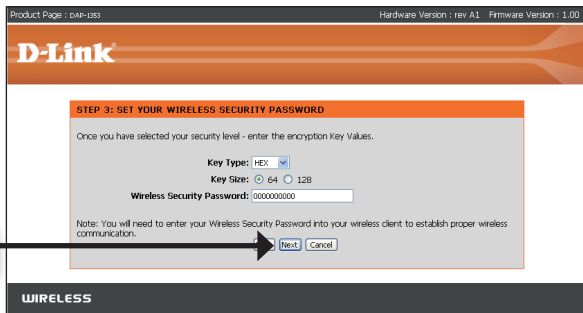 Product Page : DAP-1353 Hardware Version : rev A1 Firmware Version : 1.00
D-Link
STEP 3: SET YOUR WIRELESS SECURITY PASSWORD
Once you have selected your security level - enter the encryption Key Values.
Key Type: HEX
Key Size: 64 128
Wireless Security Password: 0000000000
Note: You will need to enter your Wireless Security Password into your wireless client to establish proper wireless
communication.
Next Cancel
WIRELESS